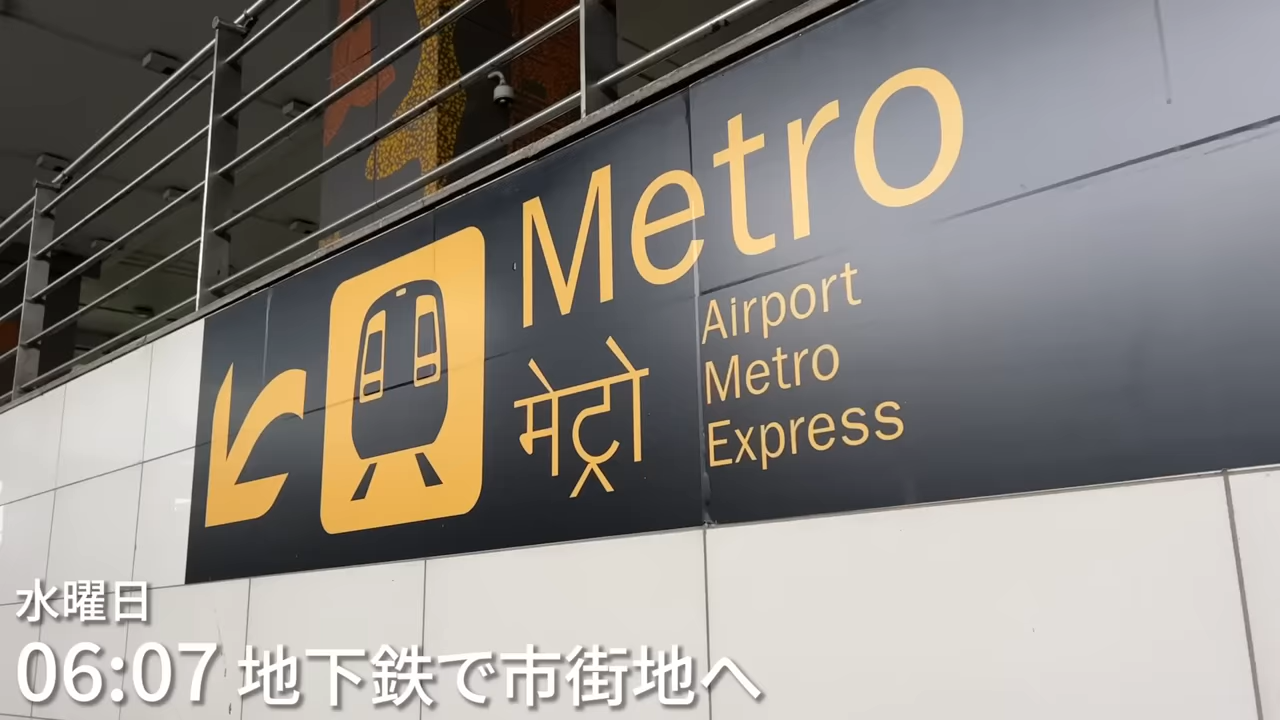 Metro
मेट्रो
Airport
Metro
Express
水曜日
06:07 地下鉄で市街地へ